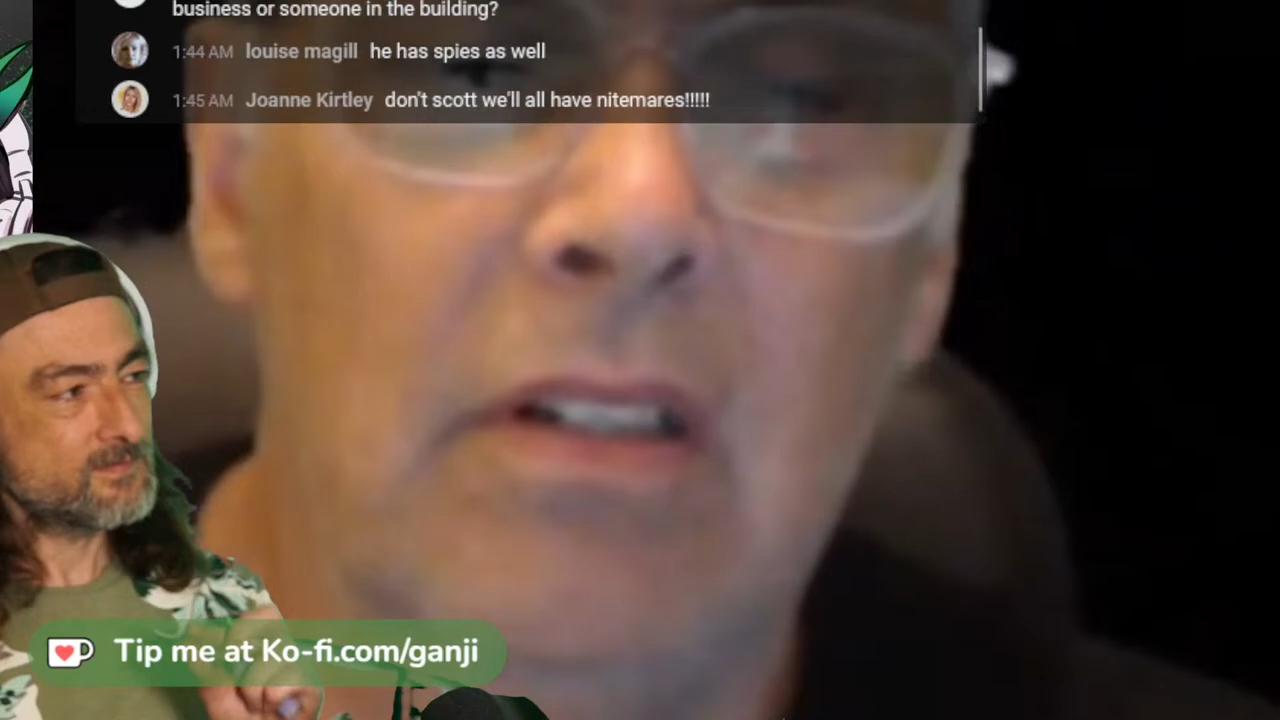 business or someone in the building?
1:44 AM louise magill he has spies as well
1:45 AM Joanne Kirtley don't scott we'll all have nitemares!!!!!
Tip me at Ko-fi.com/ganji